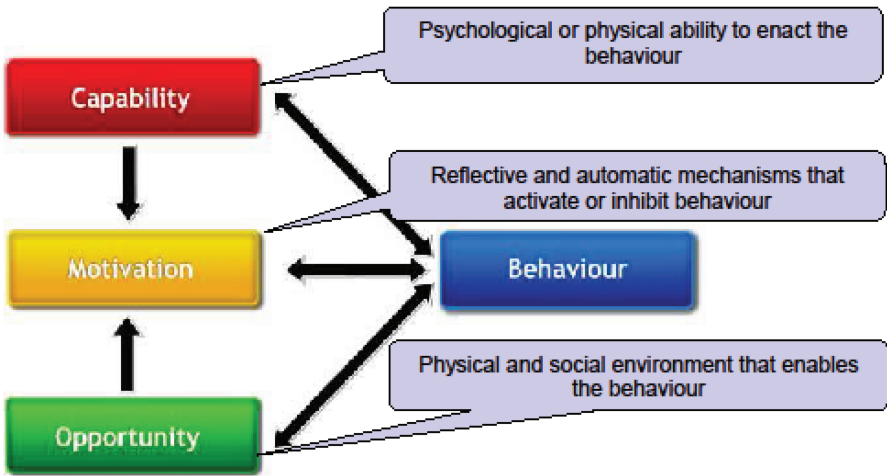 Psychological or physical ability to enact the
behaviour
Capability
Reflective and automatic mechanisms that
activate or inhibit behaviour
Motivation
Behaviour
Physical and social environment that enables
the behaviour
Opportunity